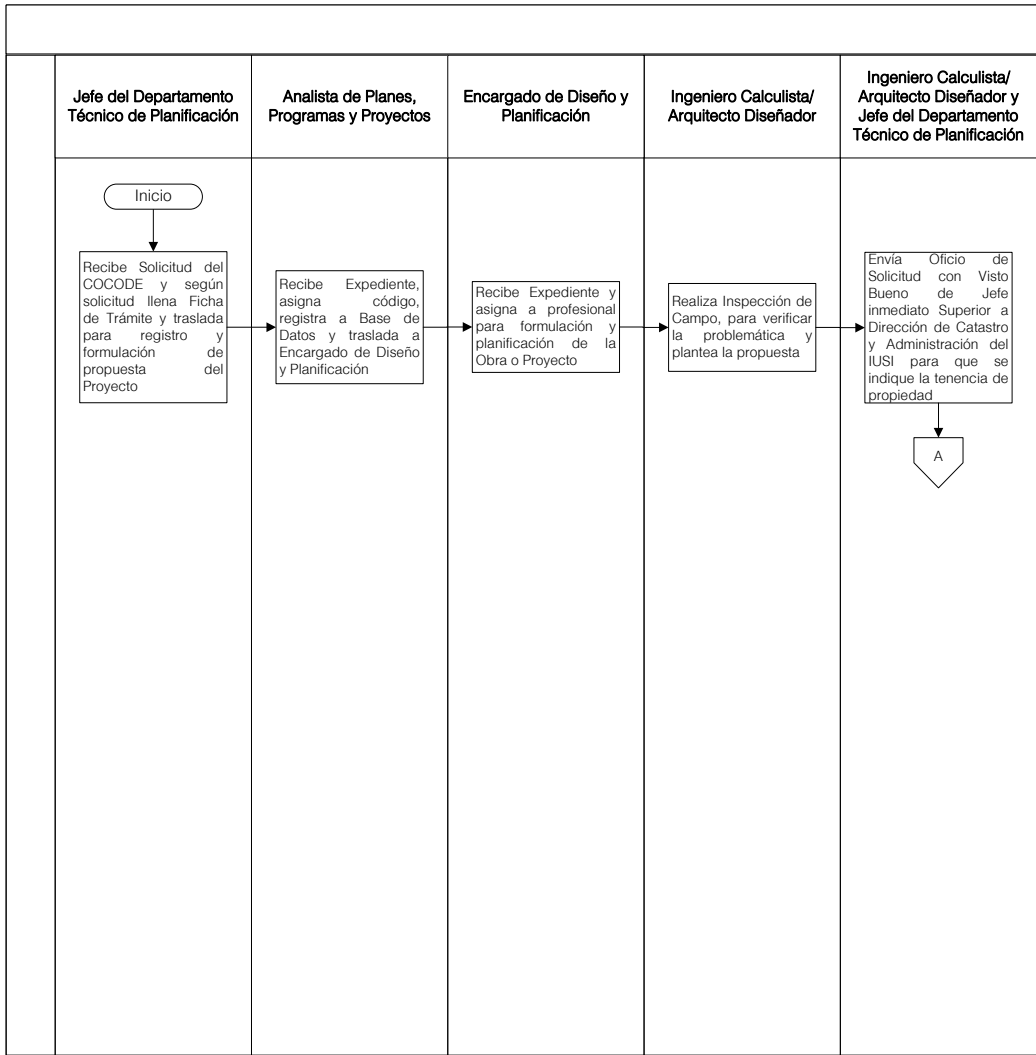 Jefe del Departamento
Técnico de Planificación
Analista de Planes,
Programas y Proyectos
Encargado de Diseño y
Planificación
Ingeniero Calculista/
Arquitecto Diseñador
Ingeniero Calculista/
Arquitecto Diseñador y
Jefe del Departamento
Técnico de Planificación
Inicio
Recibe Solicitud del
COCODE y según
solicitud llena Ficha
de Trámite y traslada
para registro y
formulación de
propuesta del
Proyecto
Recibe Expediente,
asigna código,
registra a Base de
Datos y traslada a
Encargado de Diseño
y Planificación
Recibe Expediente y
asigna a profesional
para formulación y
planificación de la
Obra o Proyecto
Realiza Inspección de
Campo, para verificar
la problemática y
plantea la propuesta
Envía Oficio de
Solicitud con Visto
Bueno de Jefe
inmediato Superior a
Dirección de Catastro
y Administración del
IUSI para que se
indique la tenencia de
propiedad
A